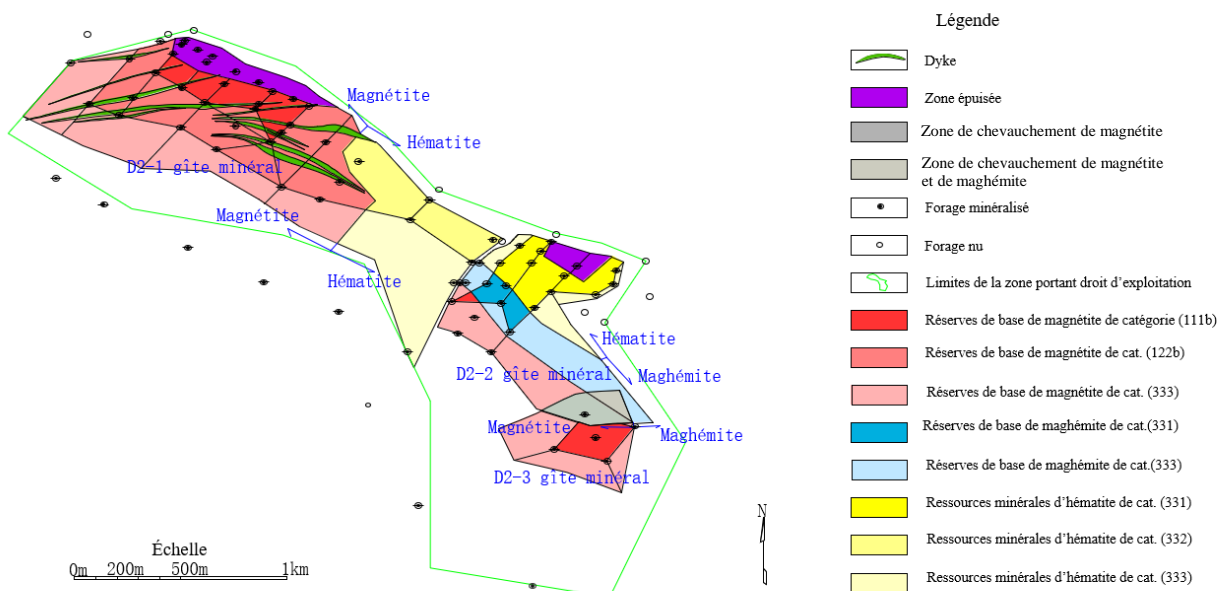 Magnétite
Hématite
D2-1 gîte minéral
Magnétite
Hématite
Hématite
D2-2 gîte minéral
Maghémite
Magnétite
Maghémite
D2-3 gîte minéral
N
Échelle
0m 200m 500m 1km
Légende
Dyke
Zone épuisée
Zone de chevauchement de magnétite
Zone de chevauchement de magnétite
et de maghémite
Forage minéralisé
Forage nu
Limites de la zone portant droit d’exploitation
Réserves de base de magnétite de catégorie (111b)
Réserves de base de magnétite de cat. (122b)
Réserves de base de magnétite de cat. (333)
Réserves de base de maghémite de cat.(331)
Réserves de base de maghémite de cat.(333)
Ressources minérales d’hématite de cat. (331)
Ressources minérales d’hématite de cat. (332)
Ressources minérales d’hématite de cat. (333)